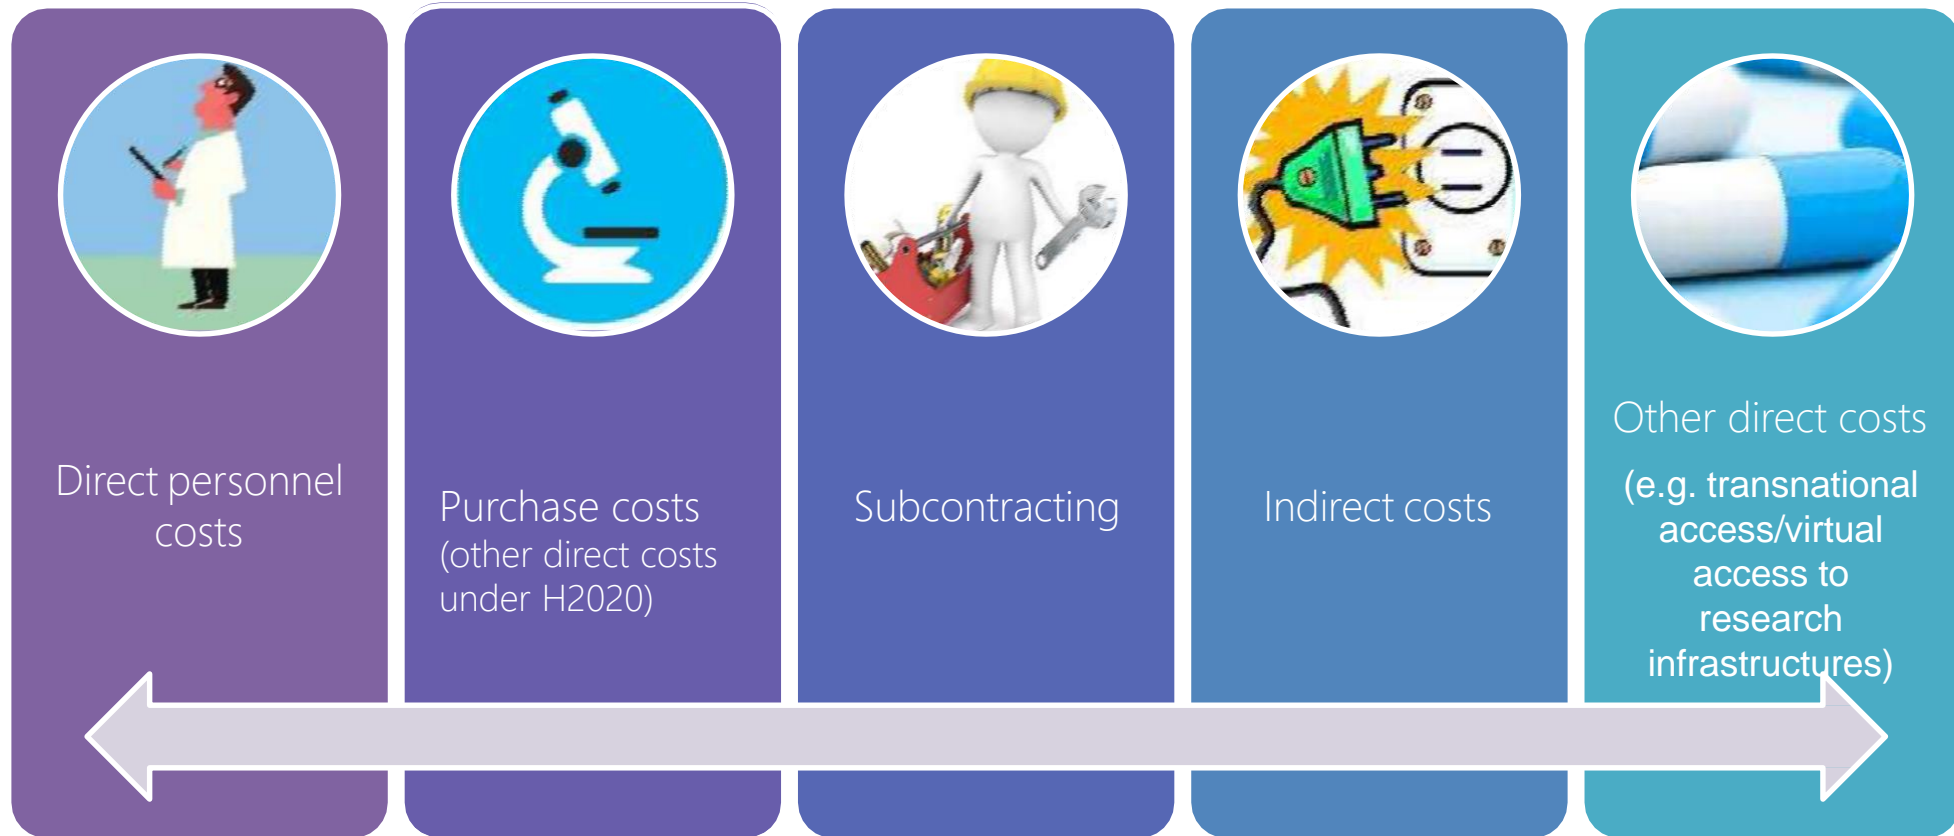 Direct personnel
costs
Purchase costs
(other direct costs
under H2020)
Subcontracting
Indirect costs
Other direct costs
(e.g. transnational
access/virtual
access to
research
infrastructures)